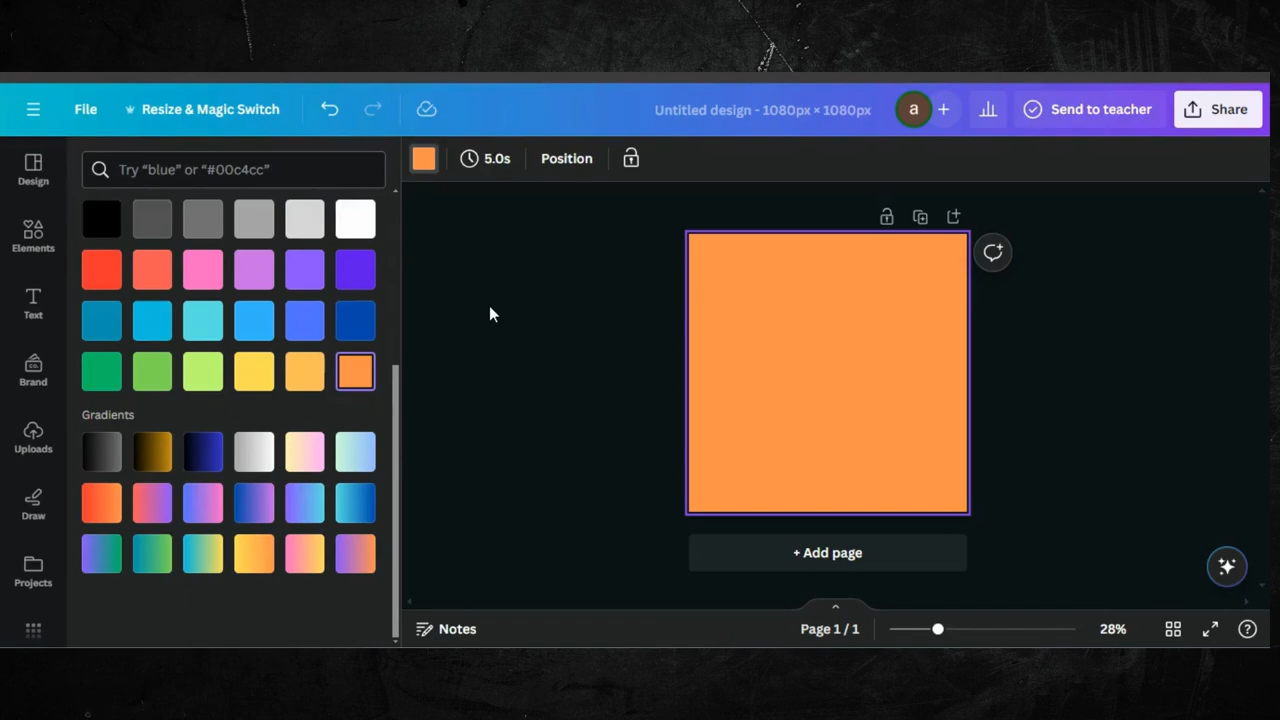 File
Resize & Magic Switch
Untitled design - 1080px × 1080px
a
Send to teacher
Share
Design
Elements
Text
CO.
Brand
Uploads
Draw
Projects
Try “blue” or “#00c4cc”
Gradients
5.0s
Position
+ Add page
Notes
Page 1 / 1
28%